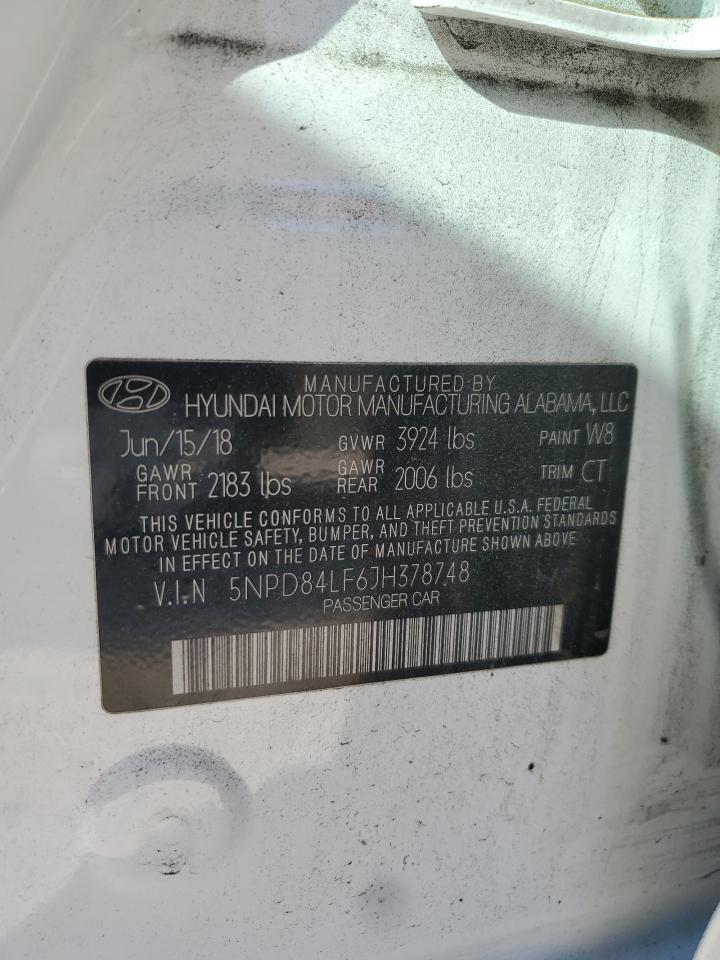 MANUFACTURED BY
HYUNDAI MOTOR MANUFACTURING ALABAMA, LLC
Jun/15/18 GVWR 3924 lbs PAINT W8
GAWR FRONT 2183 lbs GAWR REAR 2006 lbs TRIM CT
THIS VEHICLE CONFORMS TO ALL APPLICABLE U.S.A. FEDERAL
MOTOR VEHICLE SAFETY, BUMPER, AND THEFT PREVENTION STANDARDS
IN EFFECT ON THE DATE OF MANUFACTURE SHOWN ABOVE
V.I.N 5NPD84LF6JH378748
PASSENGER CAR